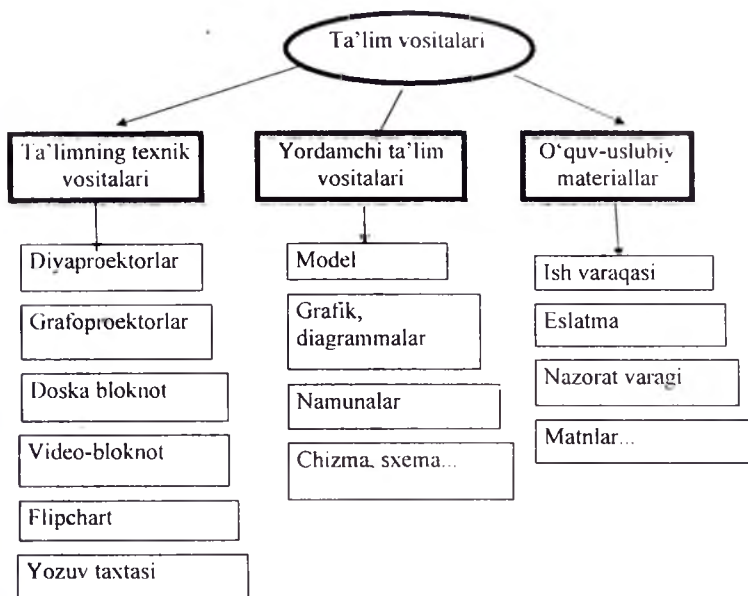 Ta’lim vositalari
Ta’limning texnik
vositalari
Divaproektorlar
Grafoproektorlar
Doska bloknot
Video-bloknot
Flipchart
Yozuv taxtasi
Yordamchi ta’lim
vositalari
Model
Grafik,
diagrammalar
Namunalar
Chizma, sxema...
O‘quv-uslubiy
materiallar
Ish varaqasi
Eslatma
Nazorat varagi
Matnlar...